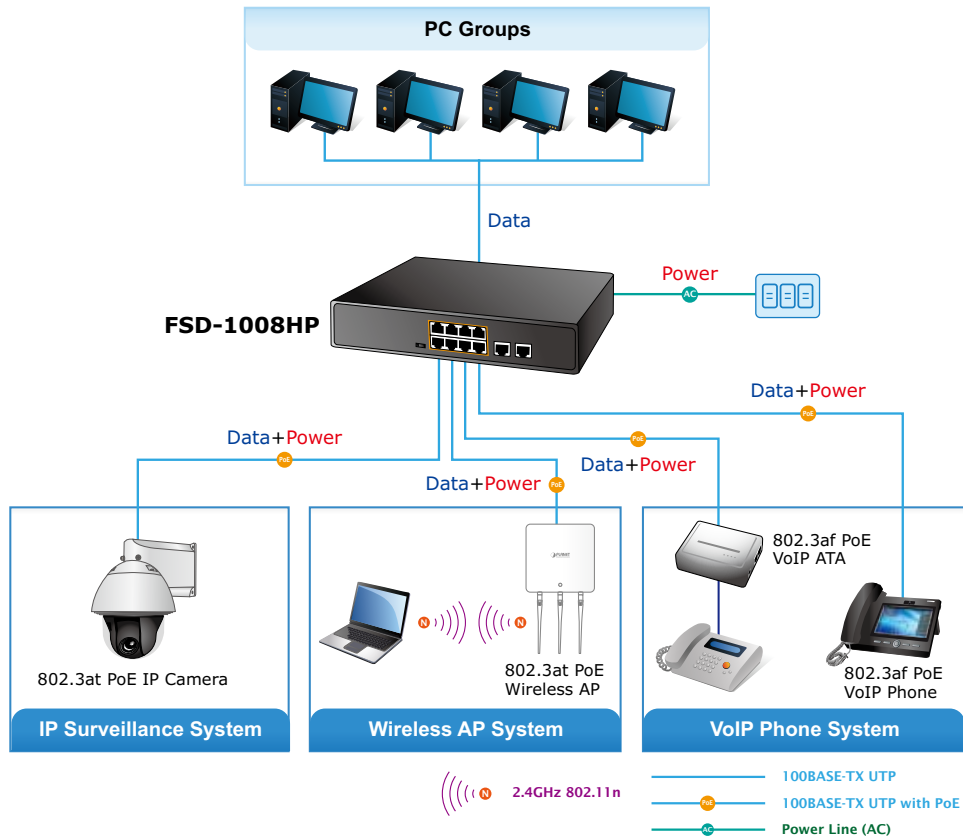 PC Groups
Data
Power
AC
FSD-1008HP
Data+Power
PoE
Data+Power
PoE
PoE
Data+Power
Data+Power
PoE
802.3af PoE
VoIP ATA
PLANET
N
N
802.3at PoE IP Camera
802.3at PoE
Wireless AP
802.3af PoE
VoIP Phone
IP Surveillance System
Wireless AP System
VoIP Phone System
N
2.4GHz 802.11n
100BASE-TX UTP
PoE
100BASE-TX UTP with PoE
AC
Power Line (AC)